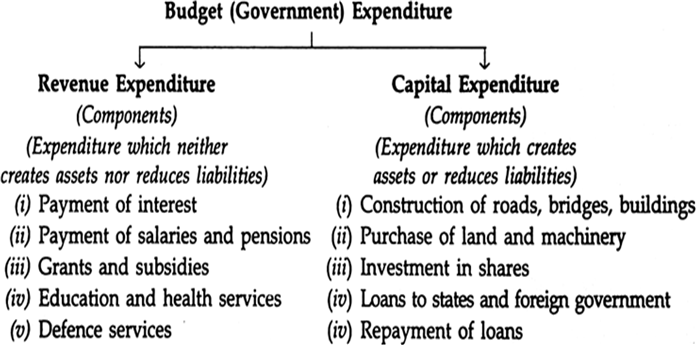 Budget (Government) Expenditure
Revenue Expenditure
(Components)
(Expenditure which neither
creates assets nor reduces liabilities)
(i) Payment of interest
(ii) Payment of salaries and pensions
(iii) Grants and subsidies
(iv) Education and health services
(v) Defence services
Capital Expenditure
(Components)
(Expenditure which creates
assets or reduces liabilities)
(i) Construction of roads, bridges, buildings
(ii) Purchase of land and machinery
(iii) Investment in shares
(iv) Loans to states and foreign government
(iv) Repayment of loans